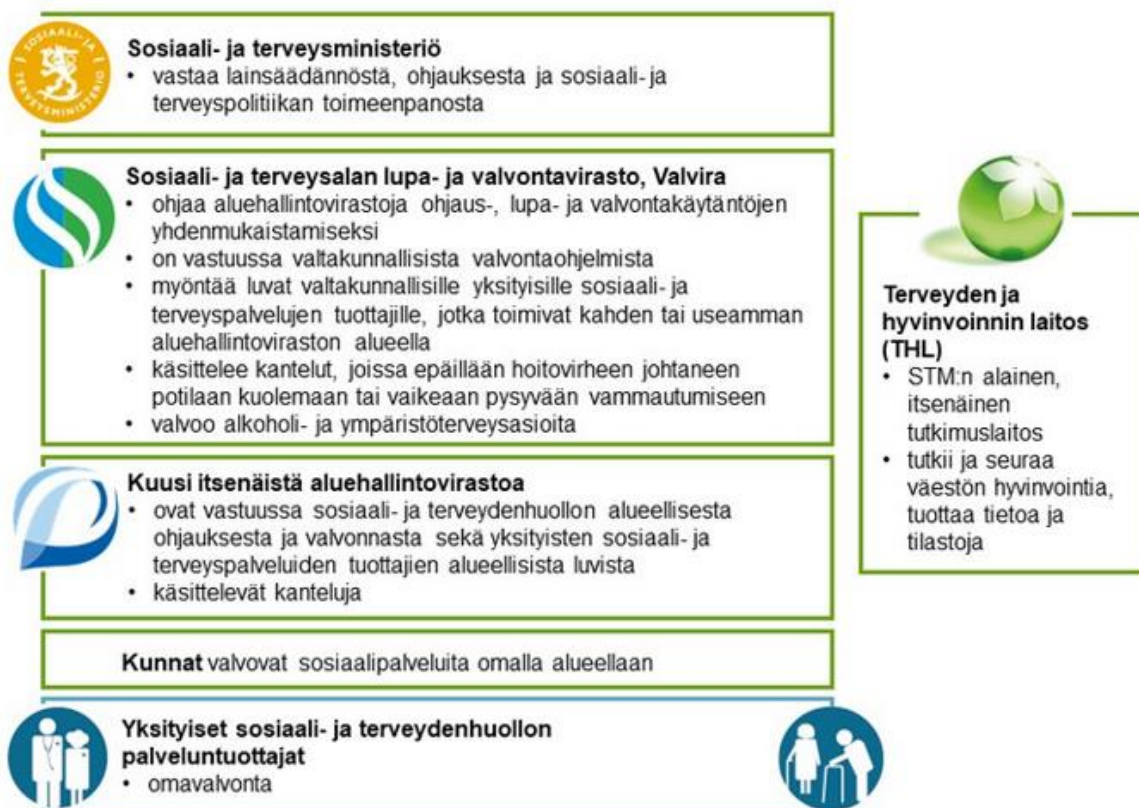 SOSIAALI- JA
TERVEYSMINISTERIÖ
Sosiaali- ja terveysministeriö
• vastaa lainsäädännöstä, ohjauksesta ja sosiaali- ja
terveyspolitiikan toimeenpanosta
Sosiaali- ja terveysalan lupa- ja valvontavirasto, Valvira
• ohjaa aluehallintovirastoja ohjaus-, lupa- ja valvontakäytäntöjen
yhdenmukaistamiseksi
• on vastuussa valtakunnallisista valvontaohjelmista
• myöntää luvat valtakunnallisille yksityisille sosiaali- ja
terveyspalvelujen tuottajille, jotka toimivat kahden tai useamman
aluehallintoviraston alueella
• käsittelee kantelut, joissa epäillään hoitovirheen johtaneen
potilaan kuolemaan tai vaikeaan pysyvään vammautumiseen
• valvoo alkoholi- ja ympäristöterveysasioita
Kuusi itsenäistä aluehallintovirastoa
• ovat vastuussa sosiaali- ja terveydenhuollon alueellisesta
ohjauksesta ja valvonnasta sekä yksityisten sosiaali- ja
terveyspalveluiden tuottajien alueellisista luvista
• käsittelevät kanteluja
Kunnat valvovat sosiaalipalveluita omalla alueellaan
Yksityiset sosiaali- ja terveydenhuollon
palveluntuottajat
• omavalvonta
Terveyden ja
hyvinvoinnin laitos
(THL)
• STM:n alainen,
itsenäinen
tutkimuslaitos
• tutkii ja seuraa
väestön hyvinvointia,
tuottaa tietoa ja
tilastoja